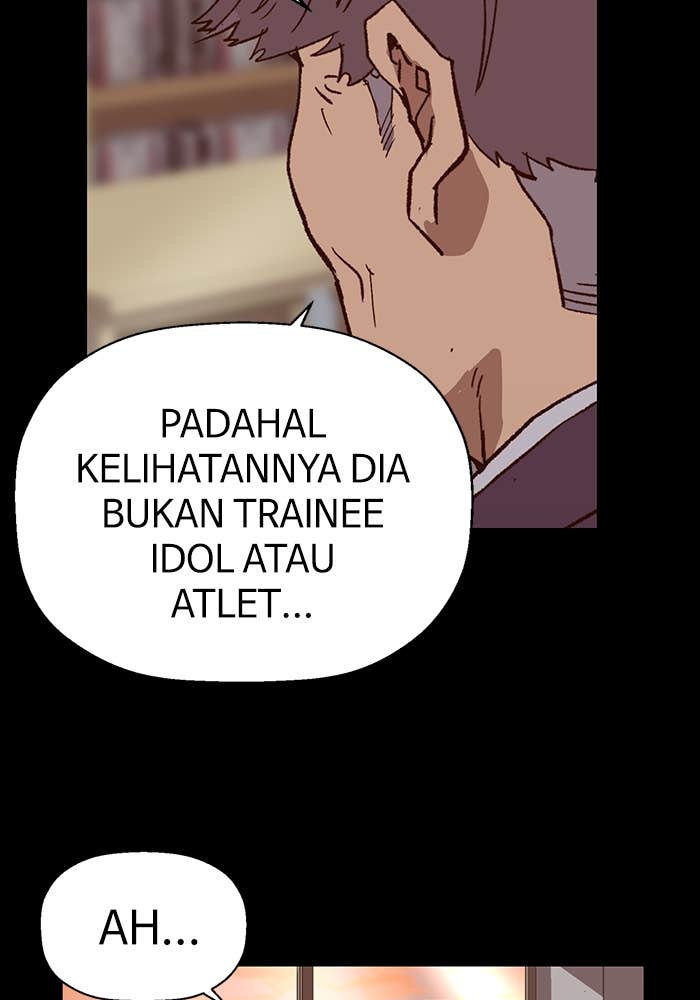 PADAHAL
KELIHATANNYA DIA
BUKAN TRAINEE
IDOL ATAU
ATLET...
AH...